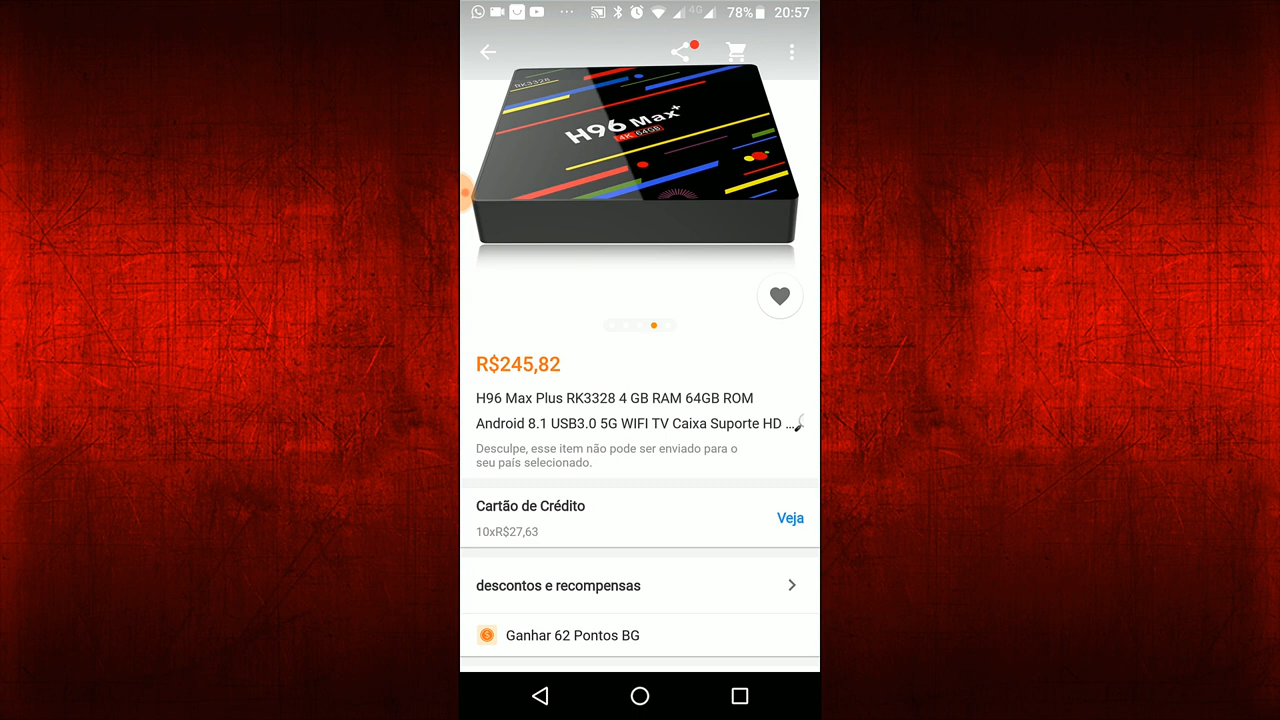 4G 78% 20:57
RK3328
H96 Max+
4K 64GB
R$245,82
H96 Max Plus RK3328 4 GB RAM 64GB ROM
Android 8.1 USB3.0 5G WIFI TV Caixa Suporte HD ...
Desculpe, esse item não pode ser enviado para o
seu país selecionado.
Cartão de Crédito
Veja
10xR$27,63
descontos e recompensas
Ganhar 62 Pontos BG